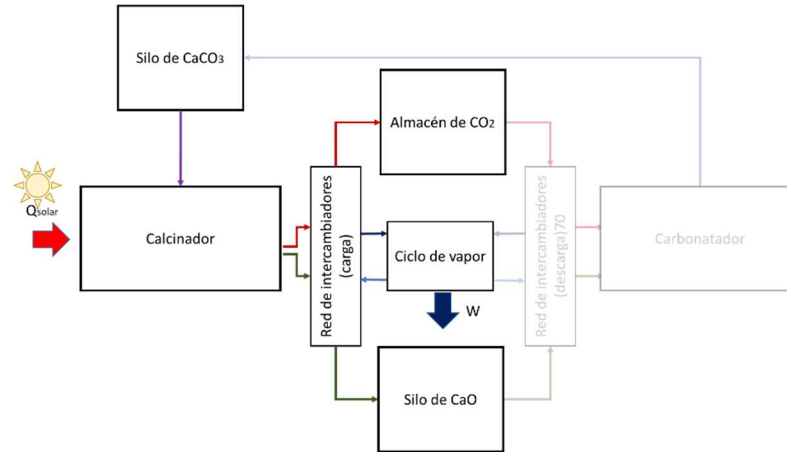 Silo de CaCO3
Almacén de CO2
Qsolar
Calcinador
Red de intercambiadores
(carga)
Ciclo de vapor
W
Red de intercambiadores
(descarga)70
Carbonatador
Silo de CaO